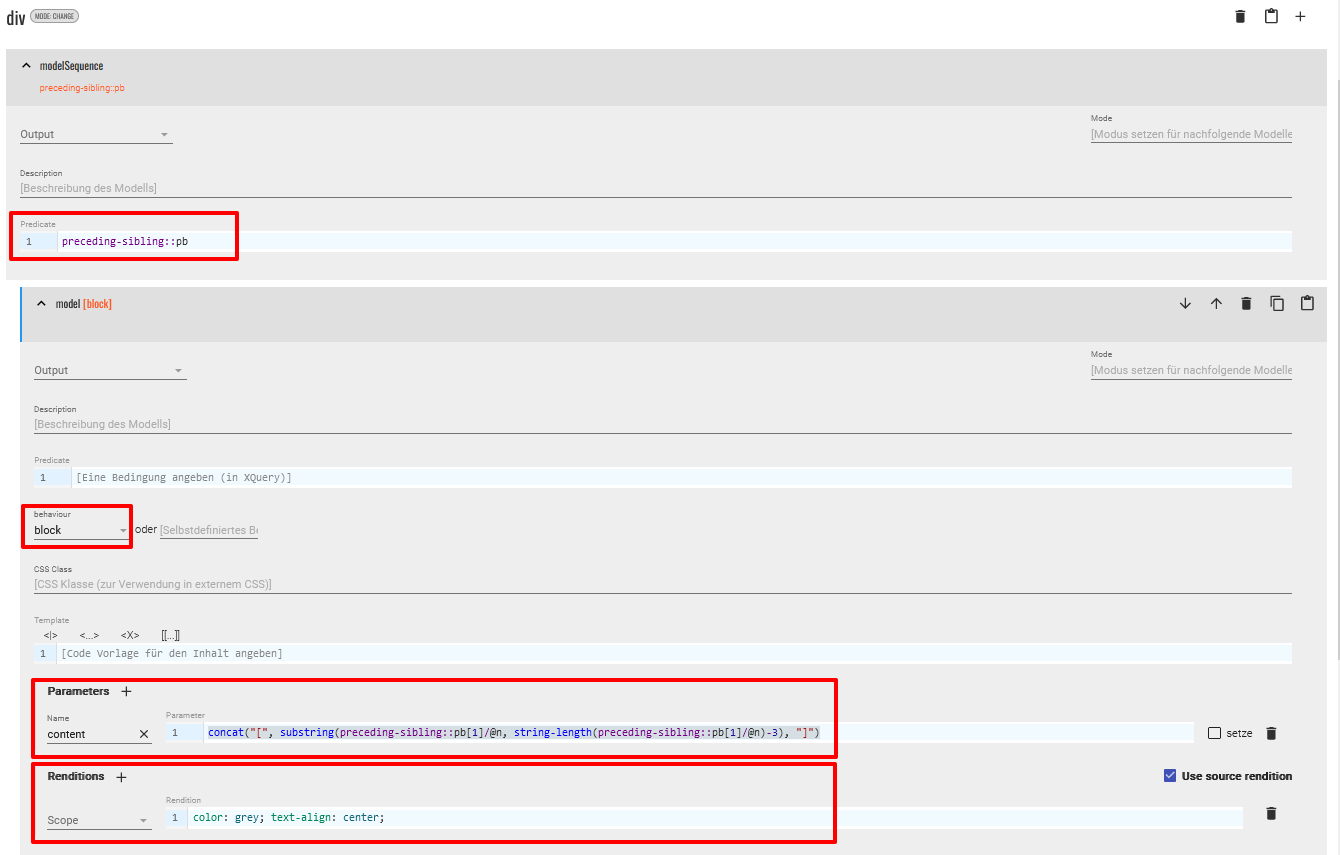 div MODE: CHANGE
modelSequence
preceding-sibling::pb
Output
Mode
[Modus setzen für nachfolgende Modelle
Description
[Beschreibung des Modells]
Predicate
1 preceding-sibling::pb
model [block]
Output
Mode
[Modus setzen für nachfolgende Modelle
Description
[Beschreibung des Modells]
Predicate
1 [Eine Bedingung angeben (in XQuery)]
behaviour
block oder [Selbstdefiniertes Be
CSS Class
[CSS Klasse (zur Verwendung in externem CSS)]
Template
<|> <...> <X> [[...]]
1 [Code Vorlage für den Inhalt angeben]
Parameters +
Name Parameter
content 1 concat("[", substring(preceding-sibling::pb[1]/@n, string-length(preceding-sibling::pb[1]/@n)-3), "]") setze
Renditions + Use source rendition
Rendition
Scope 1 color: grey; text-align: center;